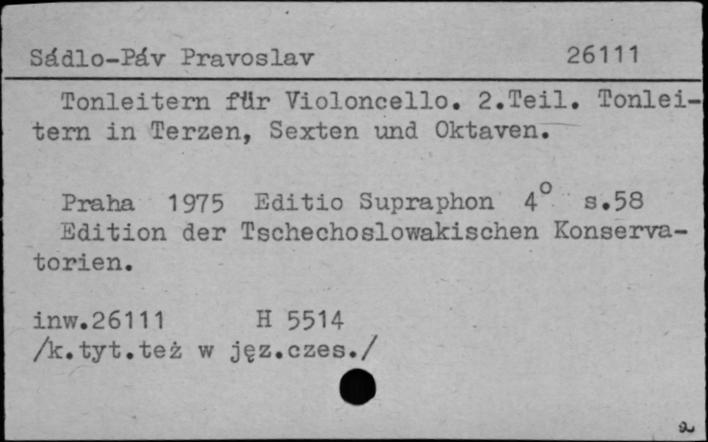 Sádlo-Páv Pravoslav 26111
Tonleitern für Violoncello. 2.Teil. Tonlei-
tern in Terzen, Sexten und Oktaven.
Praha 1975 Editio Supraphon 4° s.58
Edition der Tschechoslowakischen Konserva-
torien.
inw.26111 H 5514
/k.tyt.też w jęz.czes./